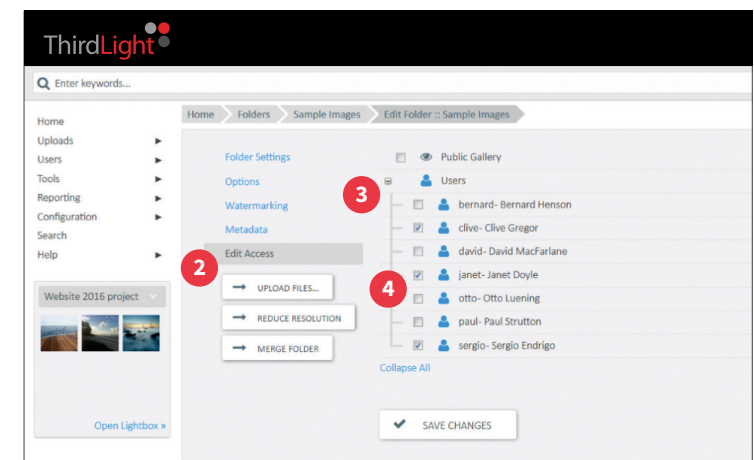 ThirdLight
Enter keywords...
Home
Uploads
Users
Tools
Reporting
Configuration
Search
Help
Website 2016 project
Open Lightbox »
Home Folders Sample Images Edit Folder :: Sample Images
Folder Settings
Options
Watermarking
Metadata
Edit Access
2
UPLOAD FILES...
REDUCE RESOLUTION
MERGE FOLDER
Public Gallery
Users
3
bernard- Bernard Henson
clive- Clive Gregor
david- David MacFarlane
janet- Janet Doyle
4
otto- Otto Luening
paul- Paul Strutton
sergio- Sergio Endrigo
Collapse All
SAVE CHANGES